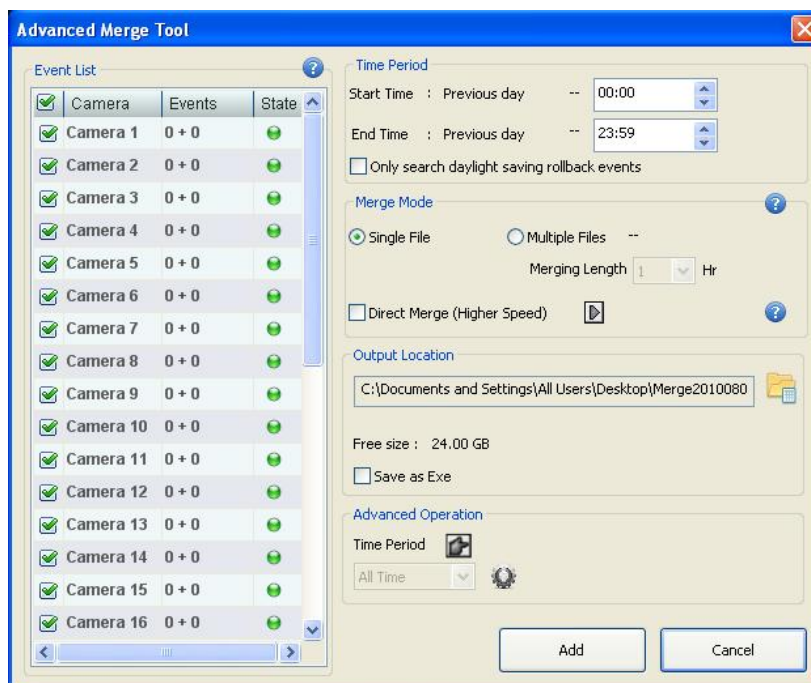 Advanced Merge Tool
Event List
Camera Events State
Camera 1 0 + 0
Camera 2 0 + 0
Camera 3 0 + 0
Camera 4 0 + 0
Camera 5 0 + 0
Camera 6 0 + 0
Camera 7 0 + 0
Camera 8 0 + 0
Camera 9 0 + 0
Camera 10 0 + 0
Camera 11 0 + 0
Camera 12 0 + 0
Camera 13 0 + 0
Camera 14 0 + 0
Camera 15 0 + 0
Camera 16 0 + 0
Time Period
Start Time : Previous day -- 00:00
End Time : Previous day -- 23:59
Only search daylight saving rollback events
Merge Mode
Single File Multiple Files --
Merging Length 1 Hr
Direct Merge (Higher Speed)
Output Location
C:\Documents and Settings\All Users\Desktop\Merge2010080
Free size : 24.00 GB
Save as Exe
Advanced Operation
Time Period
All Time
Add Cancel